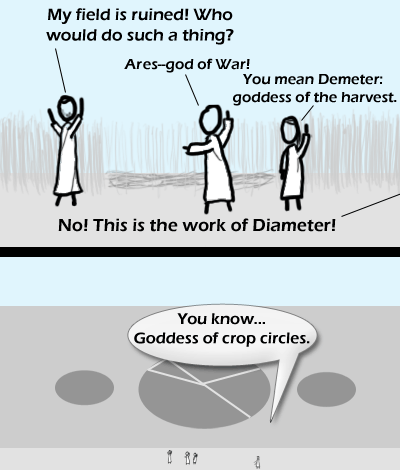 My field is ruined! Who
would do such a thing?
Ares--god of War!
You mean Demeter:
goddess of the harvest.
No! This is the work of Diameter!
You know...
Goddess of crop circles.